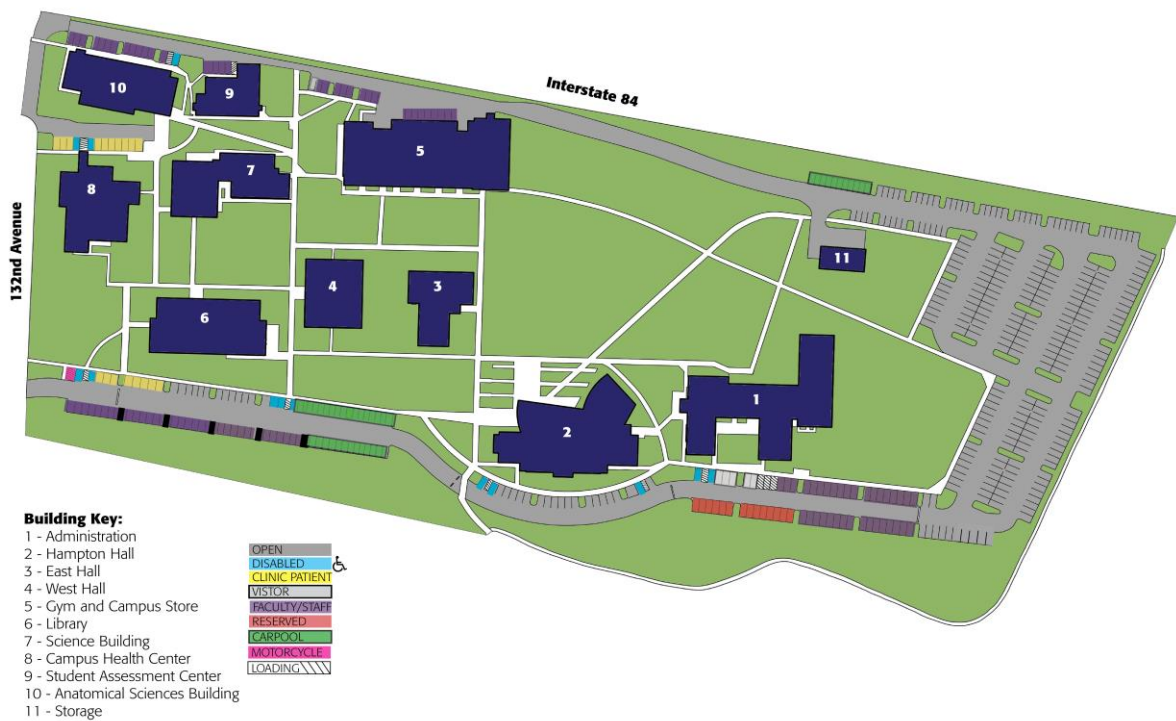 Interstate 84
132nd Avenue
10
9
5
7
8
11
4
3
6
1
2
Building Key:
1 - Administration
2 - Hampton Hall
3 - East Hall
4 - West Hall
5 - Gym and Campus Store
6 - Library
7 - Science Building
8 - Campus Health Center
9 - Student Assessment Center
10 - Anatomical Sciences Building
11 - Storage
OPEN
DISABLED
CLINIC PATIENT
VISTOR
FACULTY/STAFF
RESERVED
CARPOOL
MOTORCYCLE
LOADING